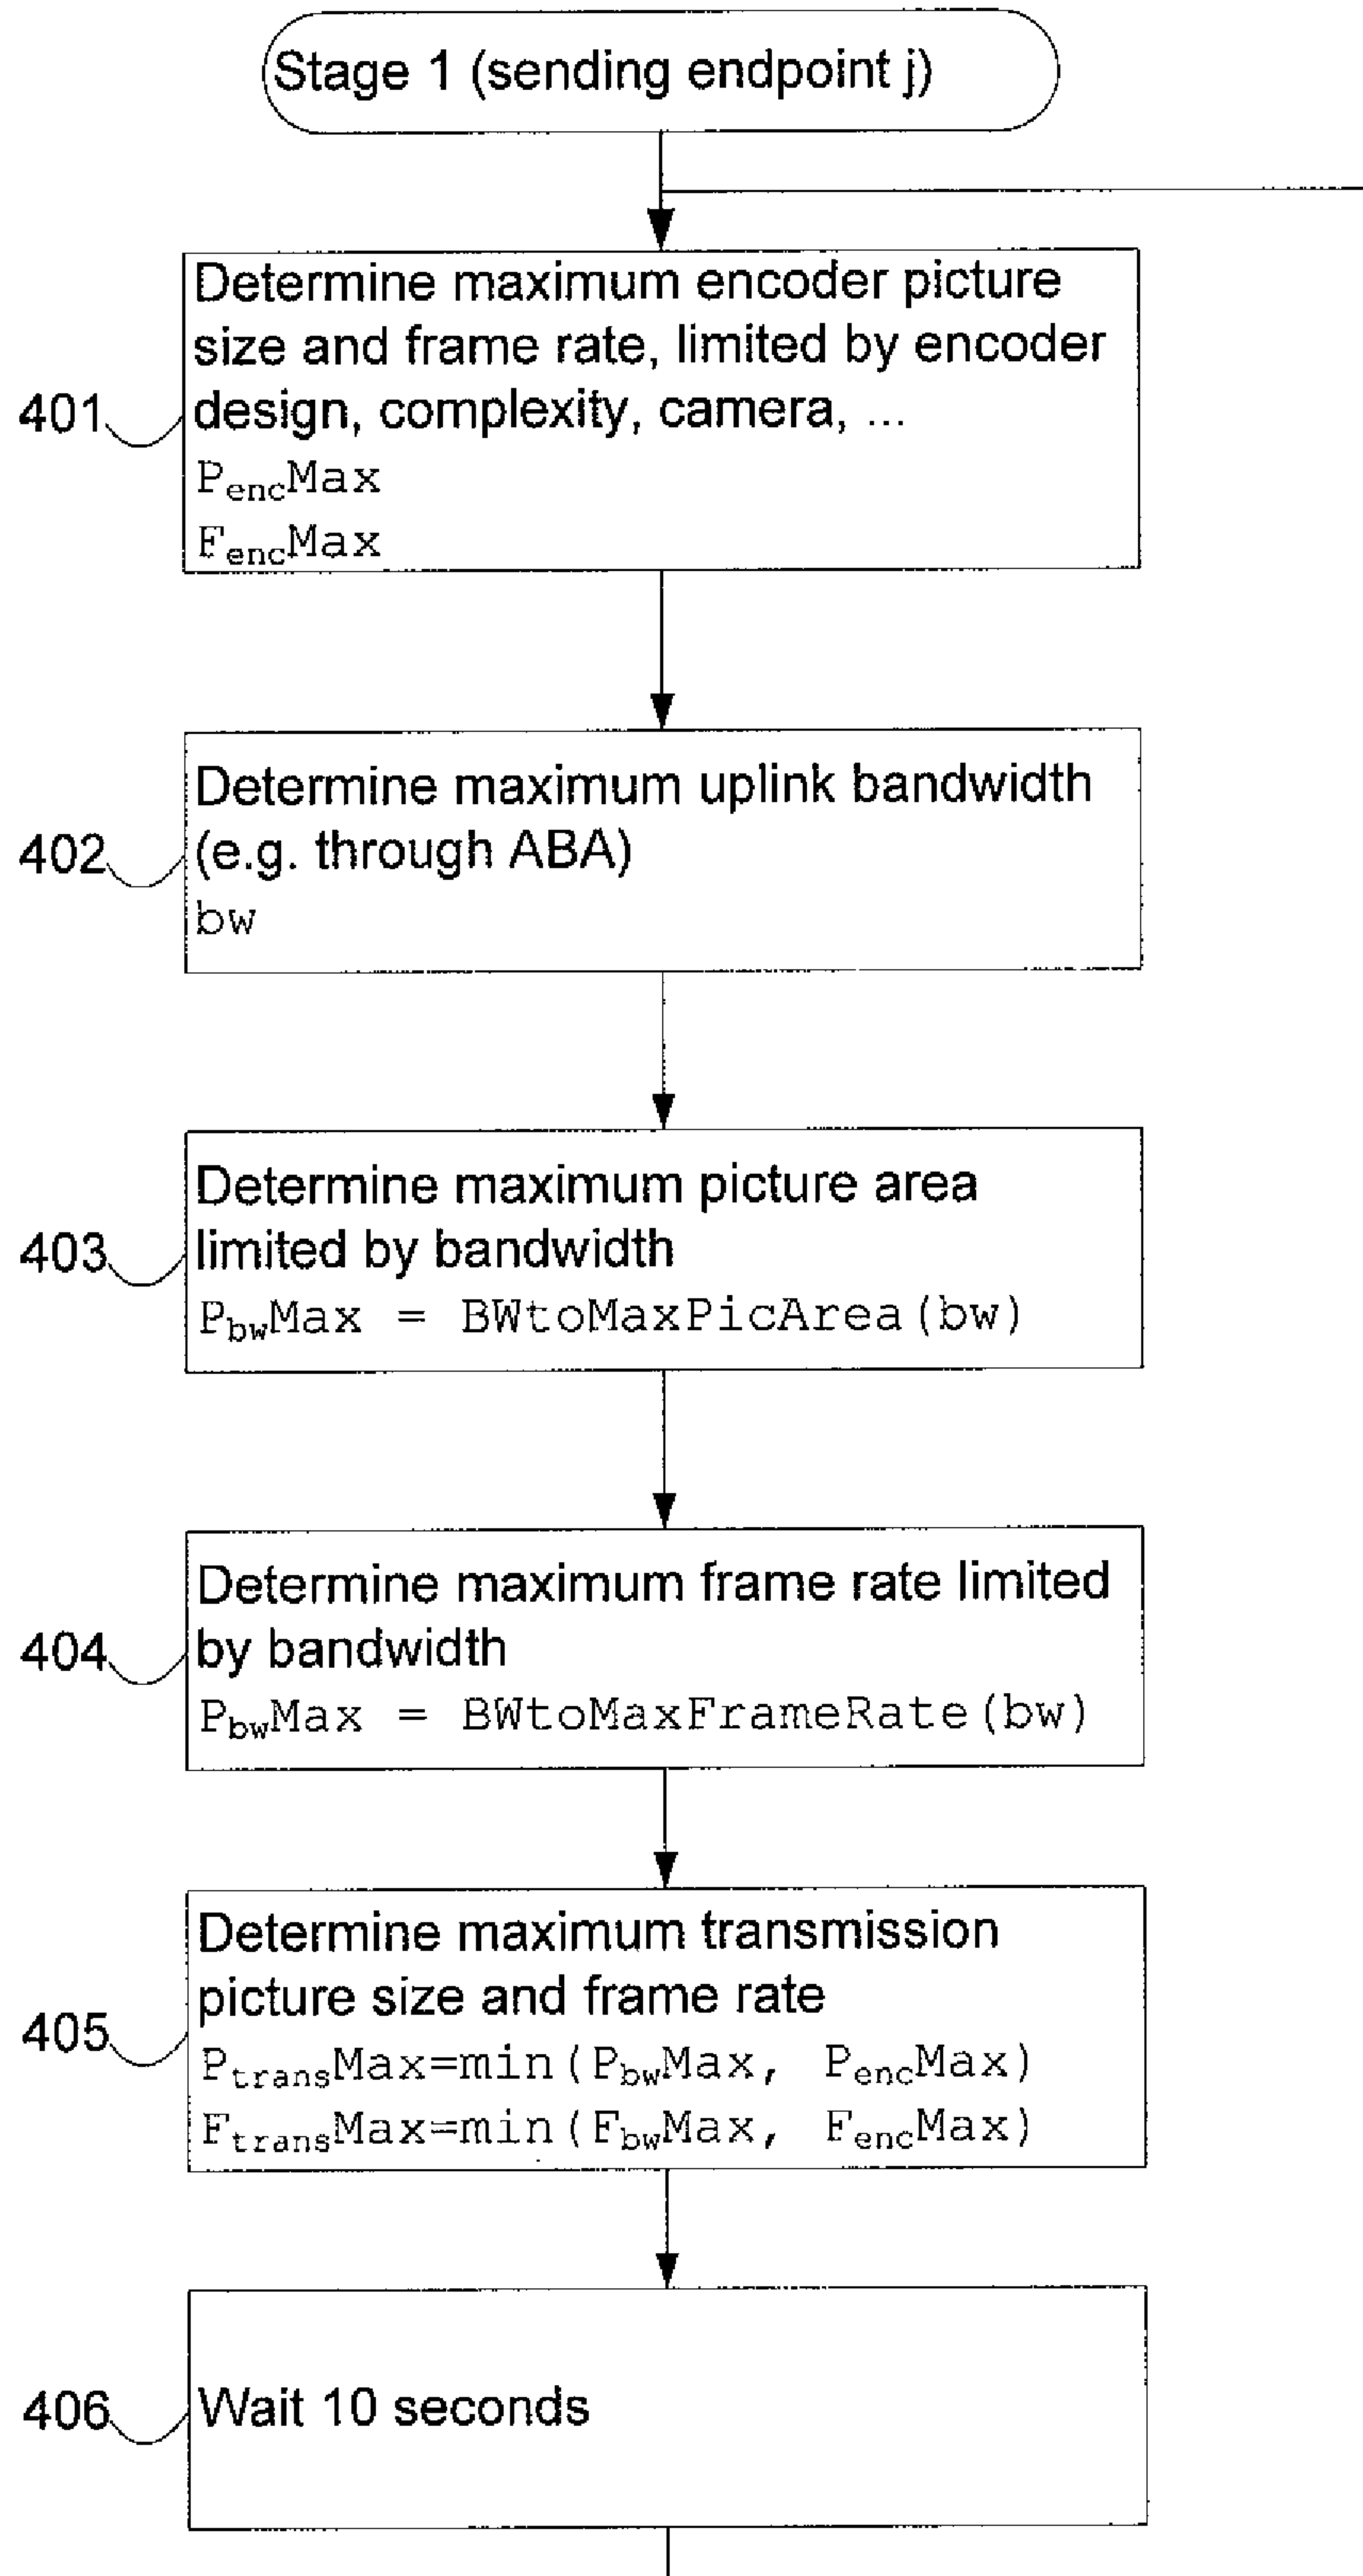 Stage 1 (sending endpoint j)
401
Determine maximum encoder picture
size and frame rate, limited by encoder
design, complexity, camera, ...
PencMax
FencMax
402
Determine maximum uplink bandwidth
(e.g. through ABA)
bw
403
Determine maximum picture area
limited by bandwidth
PbwMax = BWtoMaxPicArea(bw)
404
Determine maximum frame rate limited
by bandwidth
PbwMax = BWtoMaxFrameRate(bw)
405
Determine maximum transmission
picture size and frame rate
PtransMax=min(PbwMax, PencMax)
FtransMax=min(FbwMax, FencMax)
406
Wait 10 seconds